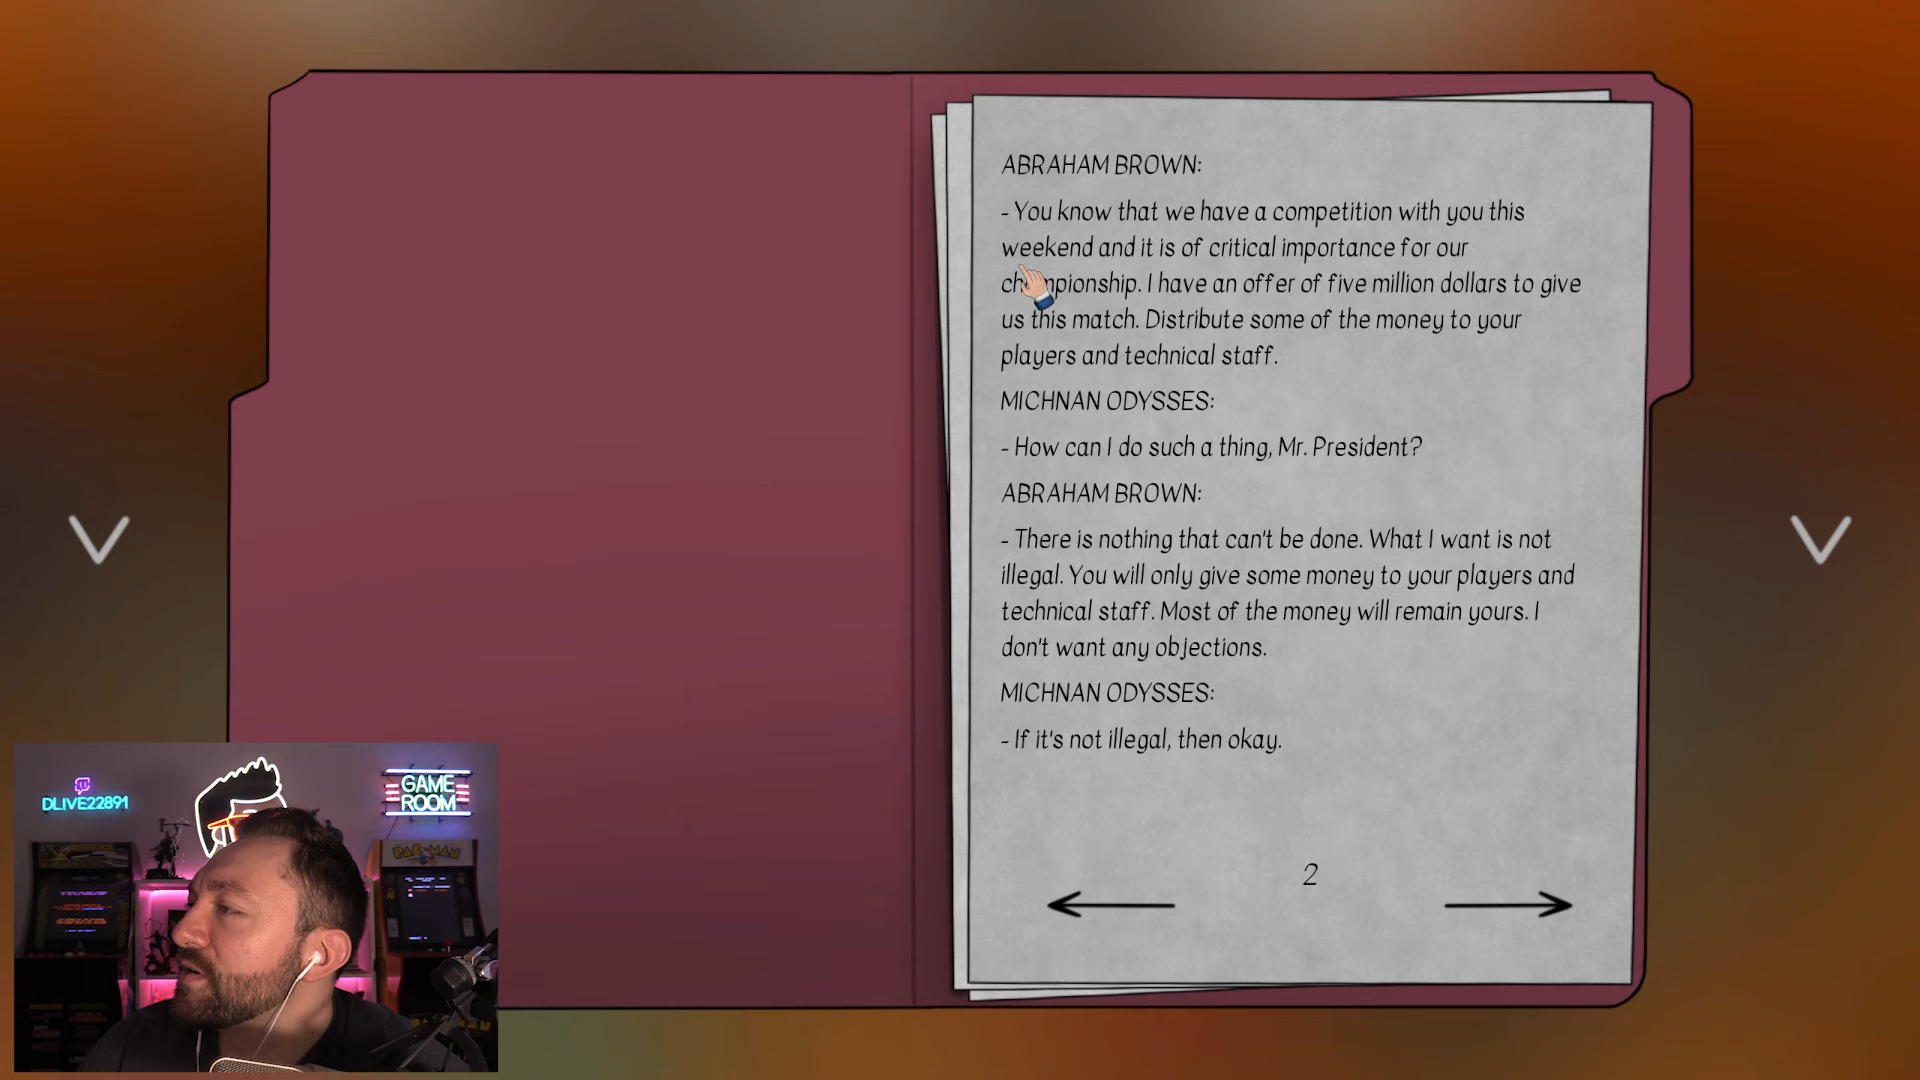 ABRAHAM BROWN:
- You know that we have a competition with you this
weekend and it is of critical importance for our
championship. I have an offer of five million dollars to give
us this match. Distribute some of the money to your
players and technical staff.
MICHNAN ODYSSES:
- How can I do such a thing, Mr. President?
ABRAHAM BROWN:
- There is nothing that can't be done. What I want is not
illegal. You will only give some money to your players and
technical staff. Most of the money will remain yours. I
don't want any objections.
MICHNAN ODYSSES:
- If it's not illegal, then okay.
2
DLIVE22891
GAME
ROOM
PAC-MAN